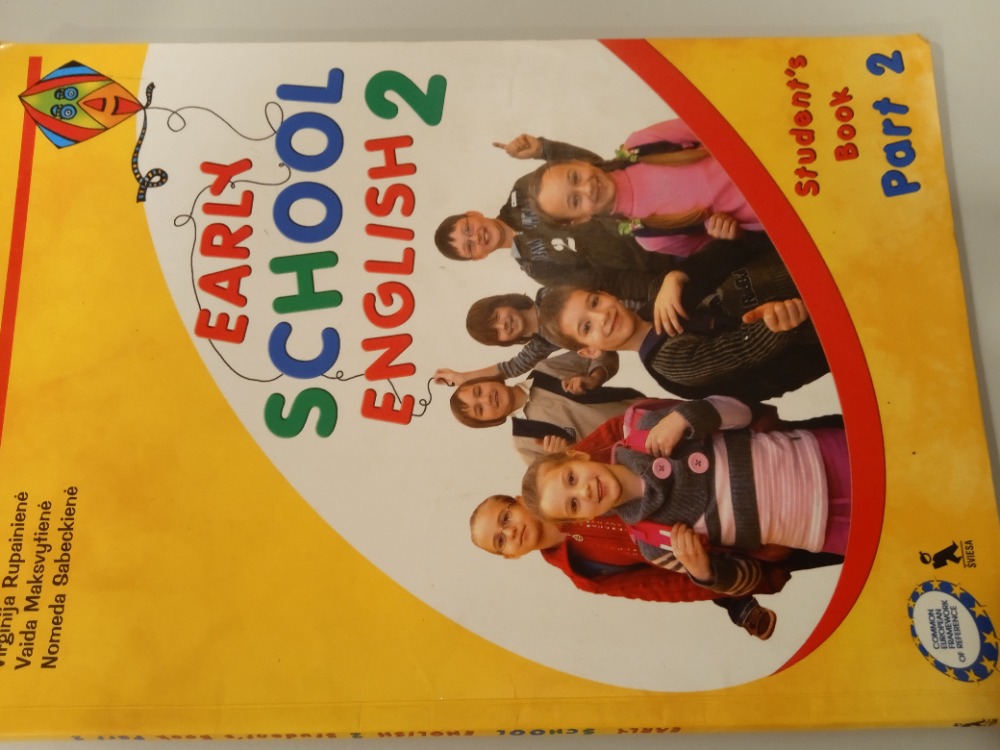 Virginija Rupainienė
Vaida Maksvytienė
Nomeda Sabeckienė
EARLY
SCHOOL
ENGLISH 2
2
Student's
Book
Part 2
COMMON
EUROPEAN
FRAMEWORK
OF REFERENCE
ŠVIESA
EARLY SCHOOL ENGLISH 2 Student's Book Part 2